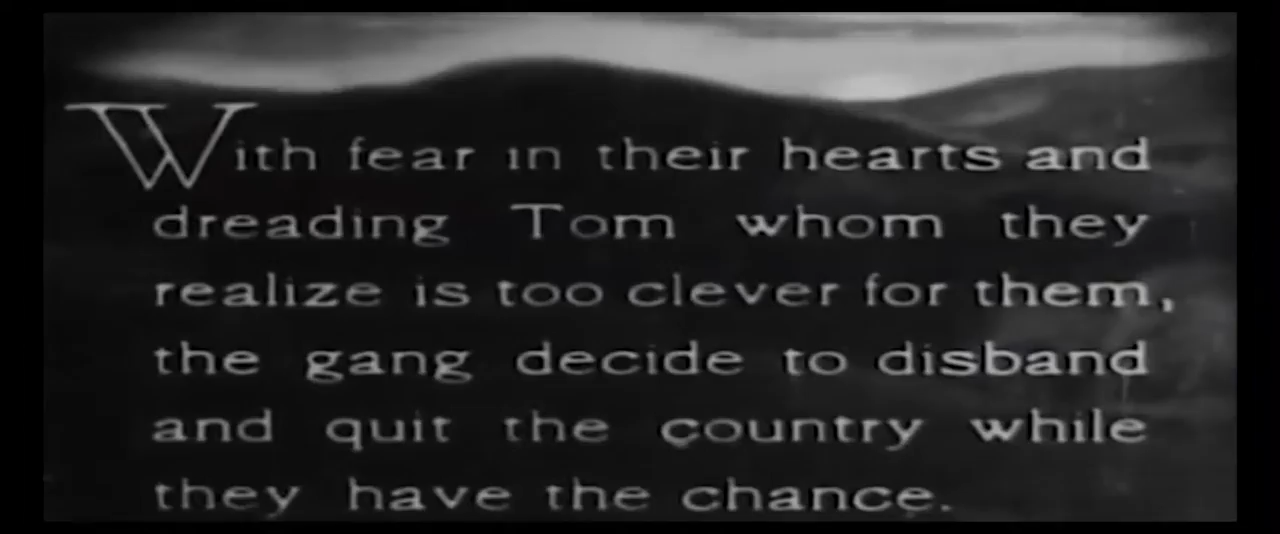 With fear in their hearts and
dreading Tom whom they
realize is too clever for them,
the gang decide to disband
and quit the country while
they have the chance.